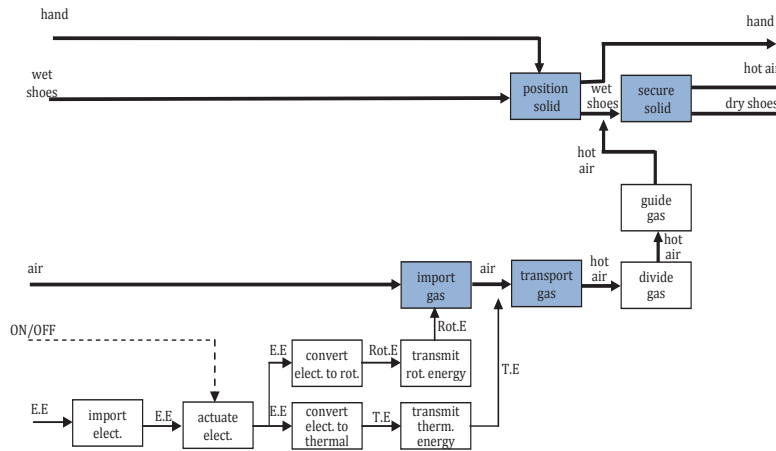 hand
hand
wet
shoes
position
solid
wet
shoes
secure
solid
hot air
dry shoes
hot
air
guide
gas
hot
air
air
import
gas
air
transport
gas
hot
air
divide
gas
ON/OFF
Rot.E
E.E
convert
elect. to rot.
Rot.E
transmit
rot. energy
T.E
E.E
import
elect.
E.E
actuate
elect.
E.E
convert
elect. to
thermal
T.E
transmit
therm.
energy